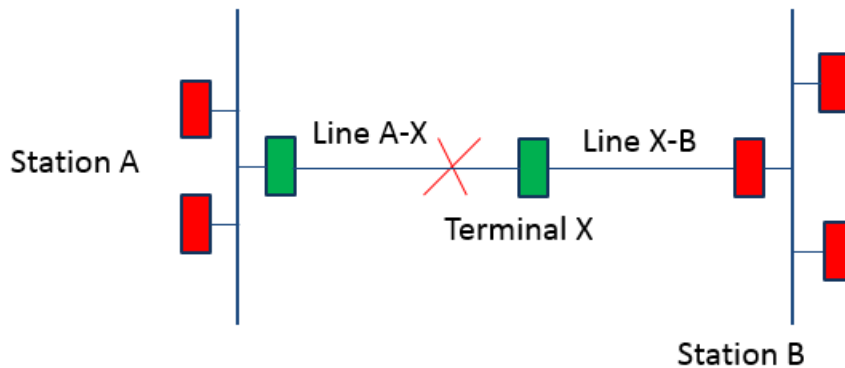 Line A-X
Line X-B
Station A
Terminal X
Station B